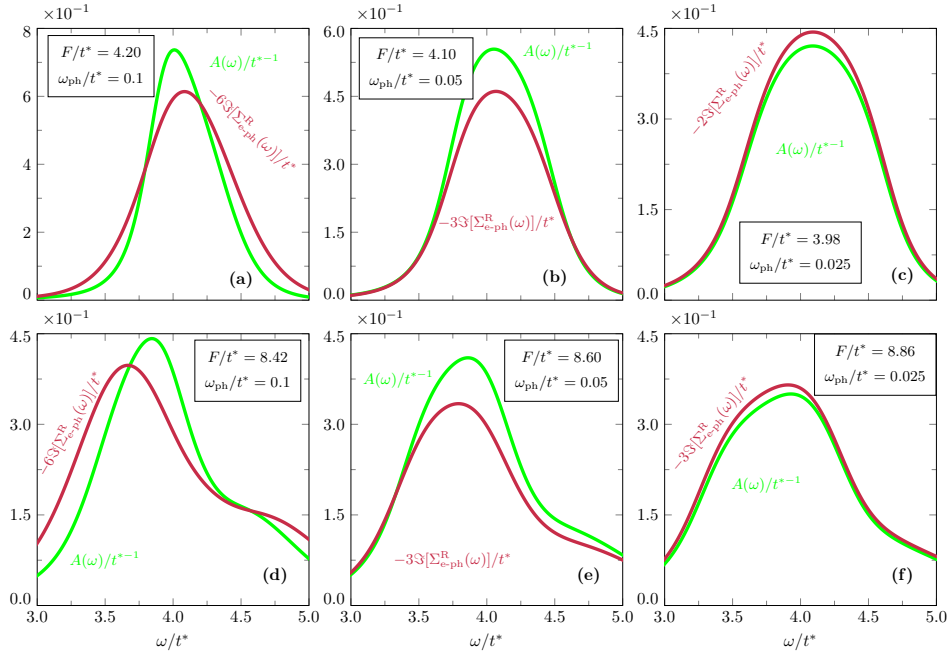 ×10⁻¹
8
6
4
2
0
F/t* = 4.20
ω_ph/t* = 0.1
A(ω)/t*⁻¹
−6ℑ[Σ^R_e-ph(ω)]/t*
(a)
×10⁻¹
6.0
4.5
3.0
1.5
0.0
F/t* = 4.10
ω_ph/t* = 0.05
A(ω)/t*⁻¹
−3ℑ[Σ^R_e-ph(ω)]/t*
(b)
×10⁻¹
4.5
3.0
1.5
0.0
−2ℑ[Σ^R_e-ph(ω)]/t*
A(ω)/t*⁻¹
F/t* = 3.98
ω_ph/t* = 0.025
(c)
×10⁻¹
4.5
3.0
1.5
0.0
F/t* = 8.42
ω_ph/t* = 0.1
−6ℑ[Σ^R_e-ph(ω)]/t*
A(ω)/t*⁻¹
(d)
3.0 3.5 4.0 4.5 5.0
ω/t*
×10⁻¹
4.5
3.0
1.5
0.0
F/t* = 8.60
ω_ph/t* = 0.05
A(ω)/t*⁻¹
−3ℑ[Σ^R_e-ph(ω)]/t*
(e)
3.0 3.5 4.0 4.5 5.0
ω/t*
×10⁻¹
4.5
3.0
1.5
0.0
F/t* = 8.86
ω_ph/t* = 0.025
−3ℑ[Σ^R_e-ph(ω)]/t*
A(ω)/t*⁻¹
(f)
3.0 3.5 4.0 4.5 5.0
ω/t*